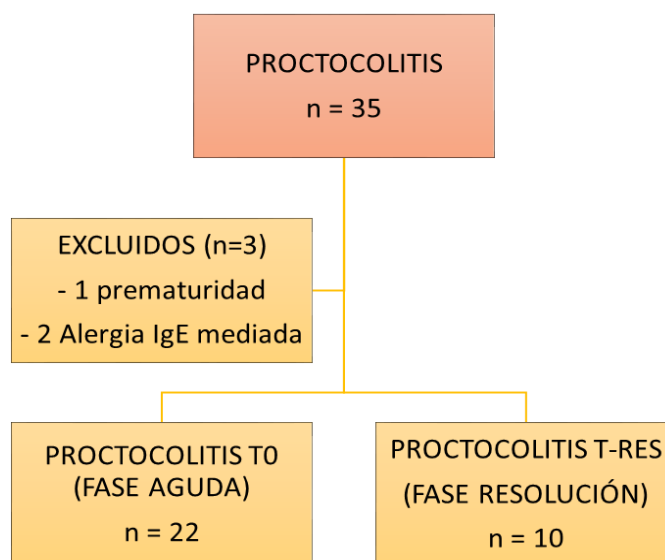 PROCTOCOLITIS
n = 35
EXCLUIDOS (n=3)
- 1 prematuridad
- 2 Alergia IgE mediada
PROCTOCOLITIS T0
(FASE AGUDA)
n = 22
PROCTOCOLITIS T-RES
(FASE RESOLUCIÓN)
n = 10